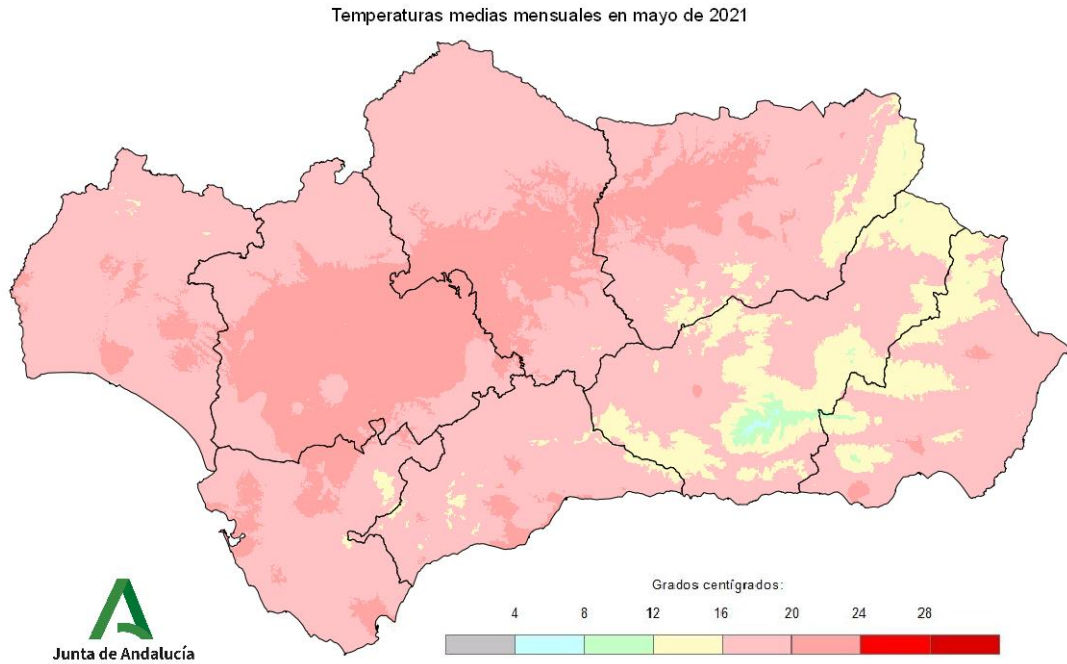 Temperaturas medias mensuales en mayo de 2021
Grados centígrados:
4 8 12 16 20 24 28
Junta de Andalucía